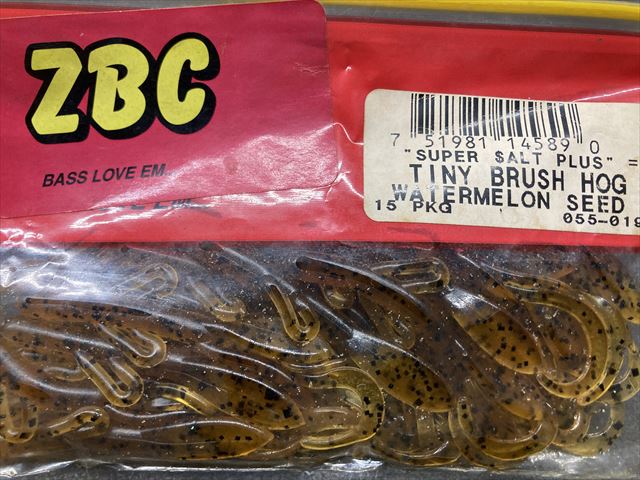 ZBC
BASS LOVE EM.
7 51981 14589 0
"SUPER $ALT PLUS" =
TINY BRUSH HOG
WATERMELON SEED
15 PKG
055-019